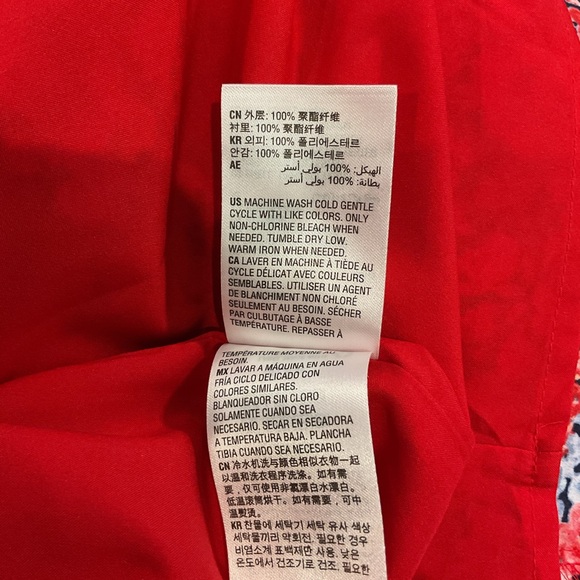 CN 外层: 100% 聚酯纤维
衬里: 100% 聚酯纤维
KR 외피: 100% 폴리에스테르
안감: 100% 폴리에스테르
AE الهيكل: 100% بولي أستر
بطانة: 100% بولي أستر
US MACHINE WASH COLD GENTLE
CYCLE WITH LIKE COLORS. ONLY
NON-CHLORINE BLEACH WHEN
NEEDED. TUMBLE DRY LOW.
WARM IRON WHEN NEEDED.
CA LAVER EN MACHINE À TIÈDE AU
CYCLE DÉLICAT AVEC COULEURS
SEMBLABLES. UTILISER UN AGENT
DE BLANCHIMENT NON CHLORÉ
SEULEMENT AU BESOIN. SÉCHER
PAR CULBUTAGE À BASSE
TEMPÉRATURE. REPASSER À
TEMPÉRATURE MOYENNE AU
BESOIN.
MX LAVAR A MÁQUINA EN AGUA
FRÍA CICLO DELICADO CON
COLORES SIMILARES.
BLANQUEADOR SIN CLORO
SOLAMENTE CUANDO SEA
NECESARIO. SECAR EN SECADORA
A TEMPERATURA BAJA. PLANCHA
TIBIA CUANDO SEA NECESARIO.
CN 冷水机洗与颜色相似衣物一起
以温和洗衣程序洗涤。如有需
要，仅可使用非氯漂白水漂白。
低温滚筒烘干。如有需要，可中
温熨烫。
KR 찬물에 세탁기 세탁 유사 색상
세탁물끼리 약회전. 필요한 경우
비염소계 표백제만 사용. 낮은
온도에서 건조기로 건조. 필요한